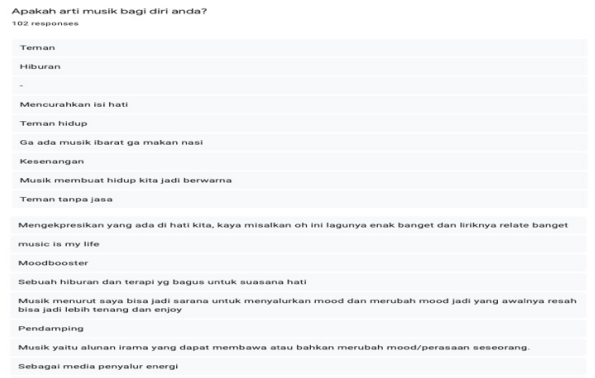 Apakah arti musik bagi diri anda?
102 responses
Teman
Hiburan
-
Mencurahkan isi hati
Teman hidup
Ga ada musik ibarat ga makan nasi
Kesenangan
Musik membuat hidup kita jadi berwarna
Teman tanpa jasa
Mengekpresikan yang ada di hati kita, kaya misalkan oh ini lagunya enak banget dan liriknya relate banget
music is my life
Moodbooster
Sebuah hiburan dan terapi yg bagus untuk suasana hati
Musik menurut saya bisa jadi sarana untuk menyalurkan mood dan merubah mood jadi yang awalnya resah
bisa jadi lebih tenang dan enjoy
Pendamping
Musik yaitu alunan irama yang dapat membawa atau bahkan merubah mood/perasaan seseorang.
Sebagai media penyalur energi